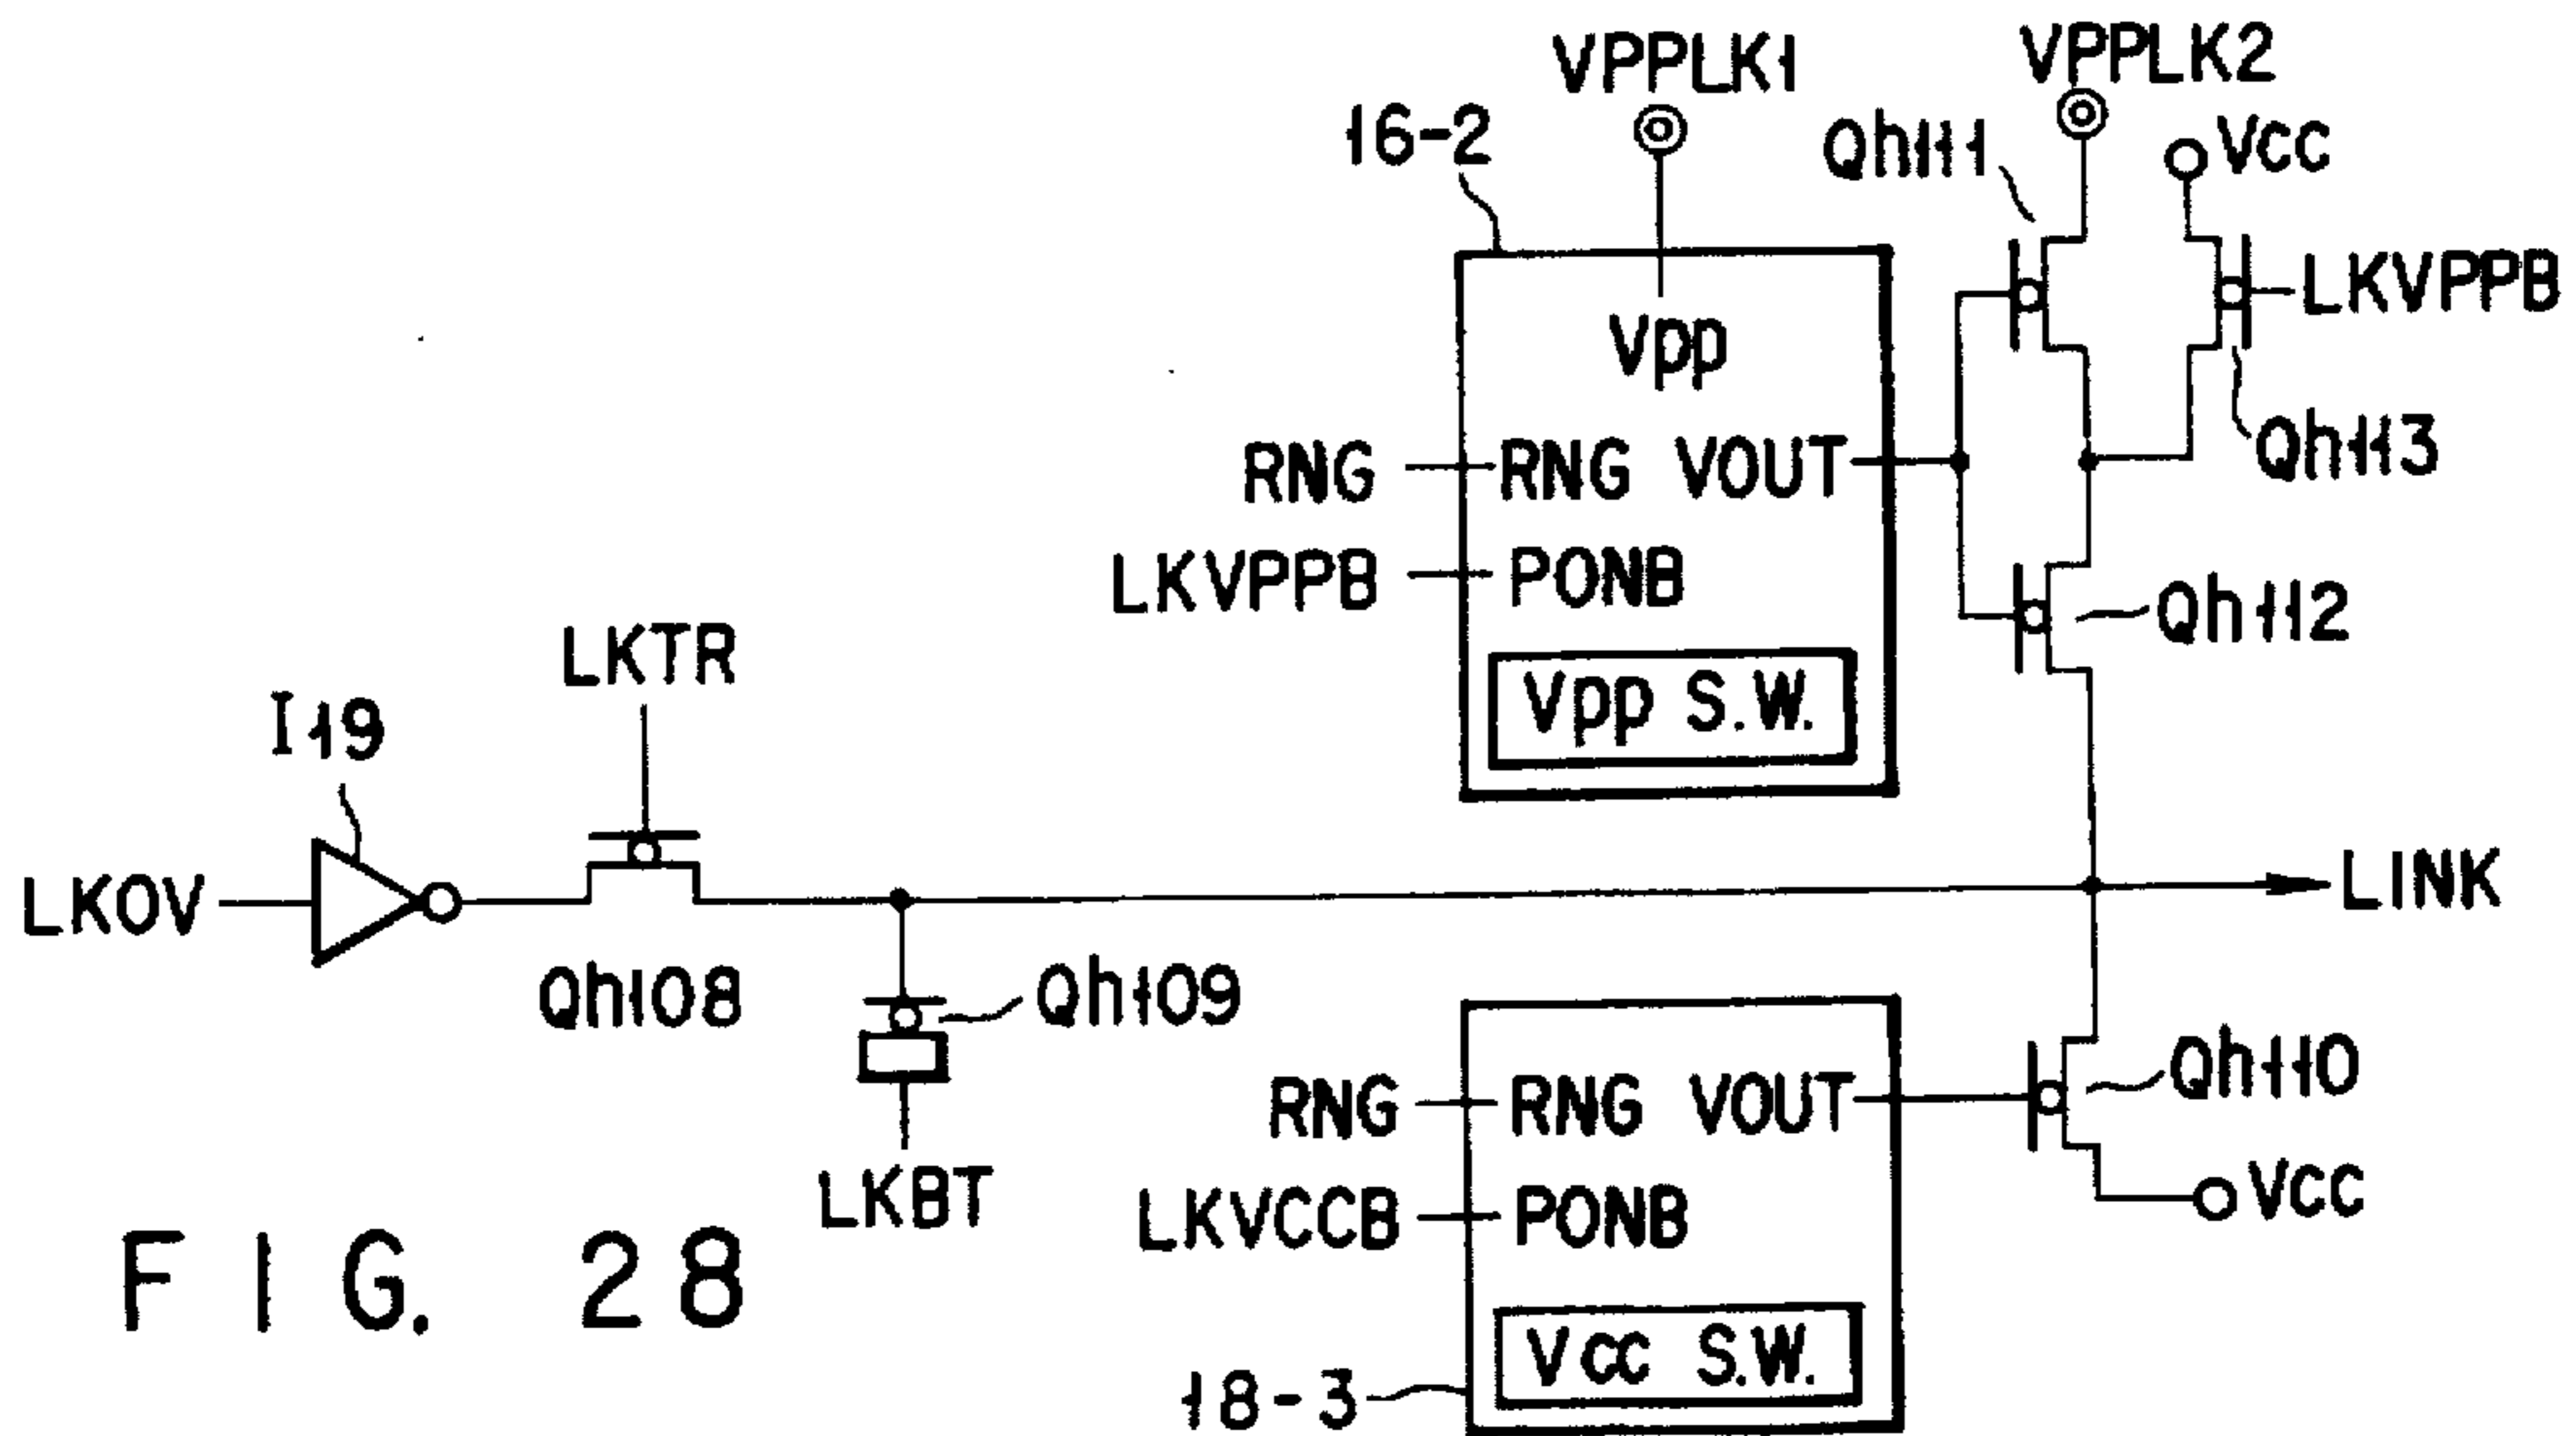 VPPLK1
VPPLK2
16-2
Qh111
Vcc
LKVPPB
Vpp
Qh113
RNG
RNG VOUT
LKVPPB
PONB
Qh112
Vpp S.W.
LKTR
I19
LKOV
LINK
Qh108
Qh109
Qh110
RNG
RNG VOUT
LKBT
LKVCCB
PONB
Vcc
FIG. 28
Vcc S.W.
18-3